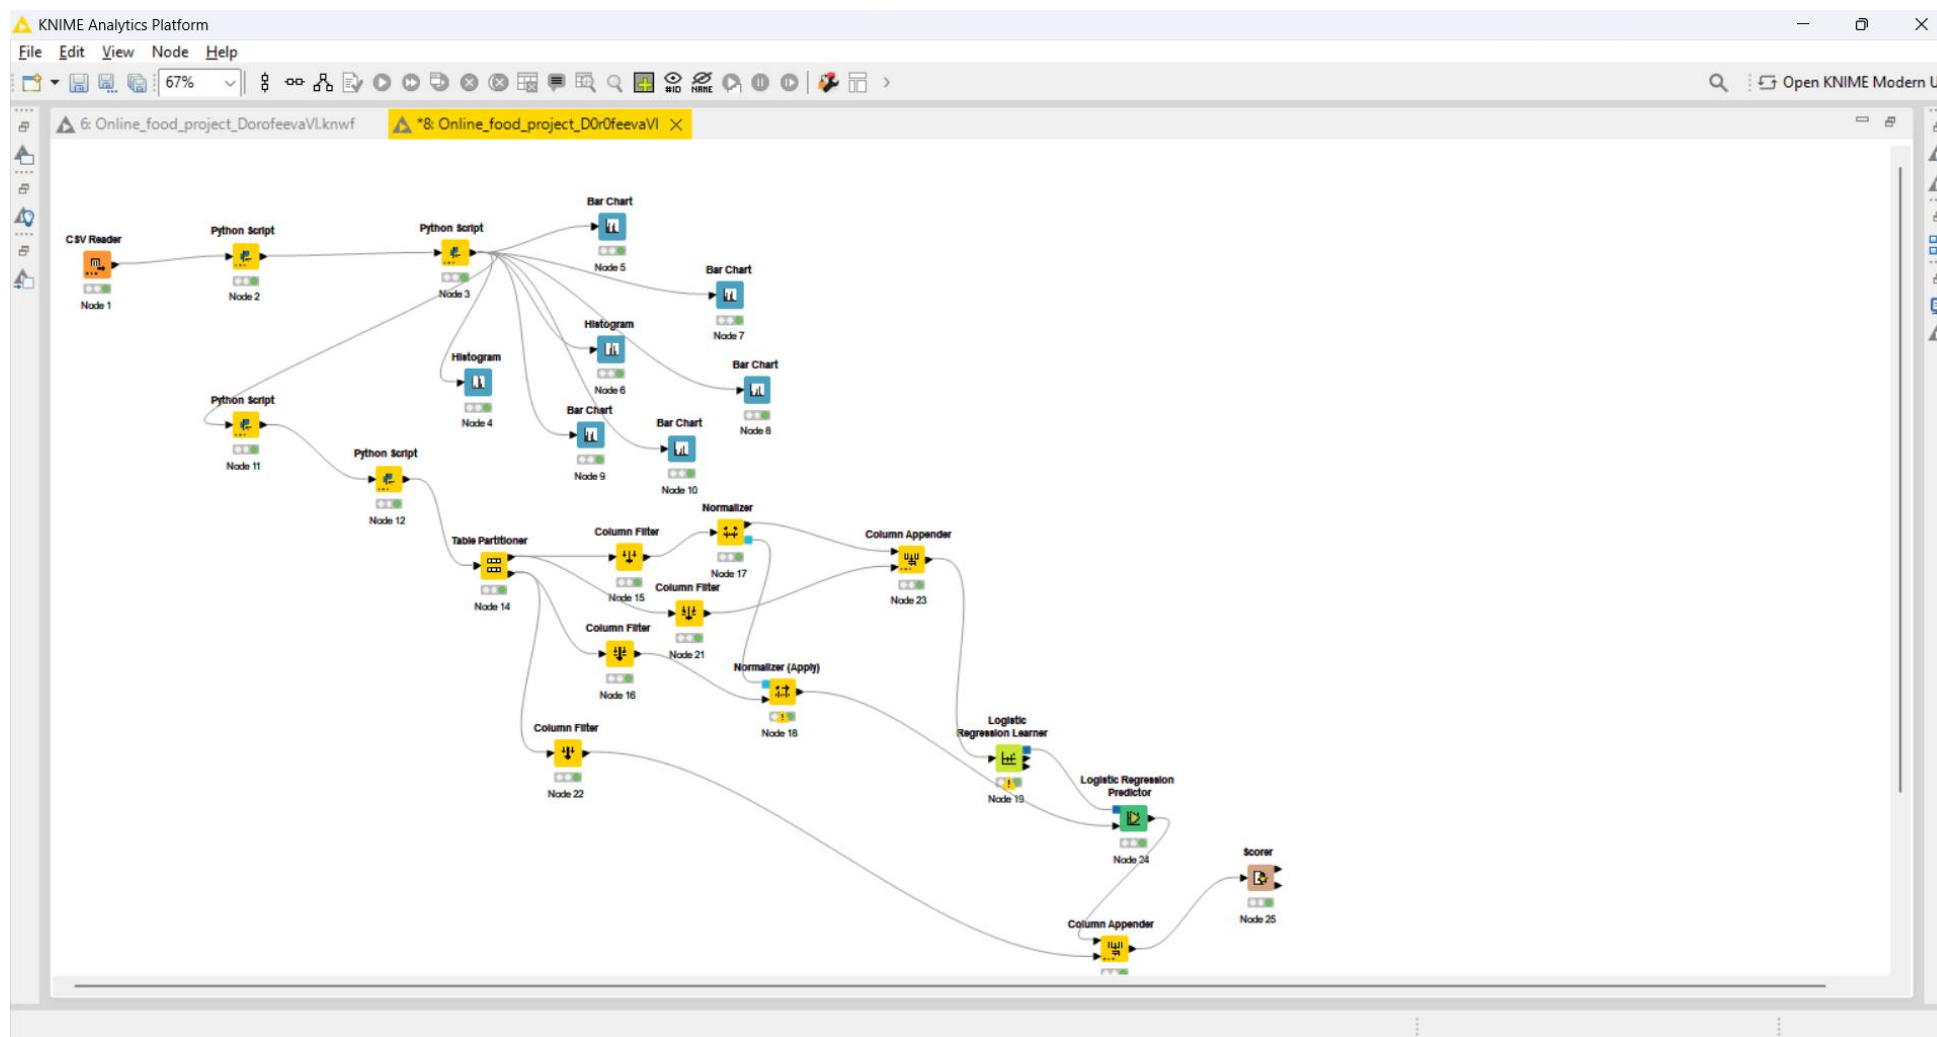 KNIME Analytics Platform
File Edit View Node Help
67%
#ID
NAME
Open KNIME Modern U
6: Online_food_project_DorofeevaVI.knwf
*8: Online_food_project_D0r0feevaVI
Bar Chart
Node 5
CSV Reader
Node 1
Python Script
Node 2
Python Script
Node 3
Bar Chart
Node 7
Histogram
Node 6
Histogram
Node 4
Bar Chart
Node 8
Bar Chart
Node 9
Bar Chart
Node 10
Python Script
Node 11
Python Script
Node 12
Table Partitioner
Node 14
Column Filter
Node 15
Normalizer
Node 17
Column Appender
Node 23
Column Filter
Node 21
Column Filter
Node 16
Normalizer (Apply)
Node 18
Column Filter
Node 22
Logistic
Regression Learner
Node 19
Logistic Regression
Predictor
Node 24
Scorer
Node 25
Column Appender